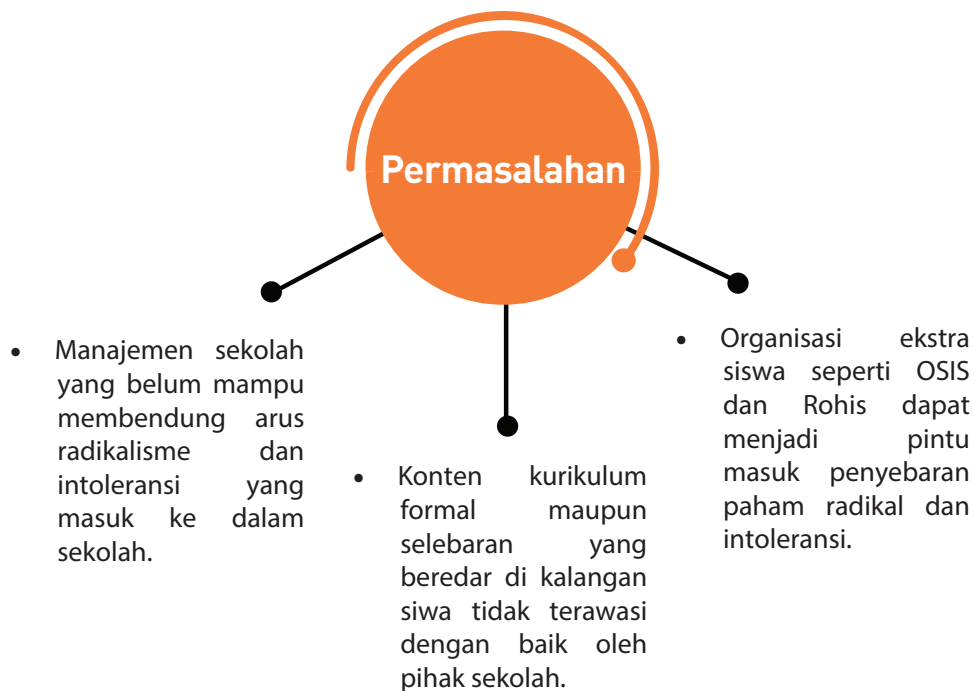 Permasalahan
• Manajemen sekolah
yang belum mampu
membendung arus
radikalisme dan
intoleransi yang
masuk ke dalam
sekolah.
• Konten kurikulum
formal maupun
selebaran yang
beredar di kalangan
siwa tidak terawasi
dengan baik oleh
pihak sekolah.
• Organisasi ekstra
siswa seperti OSIS
dan Rohis dapat
menjadi pintu
masuk penyebaran
paham radikal dan
intoleransi.